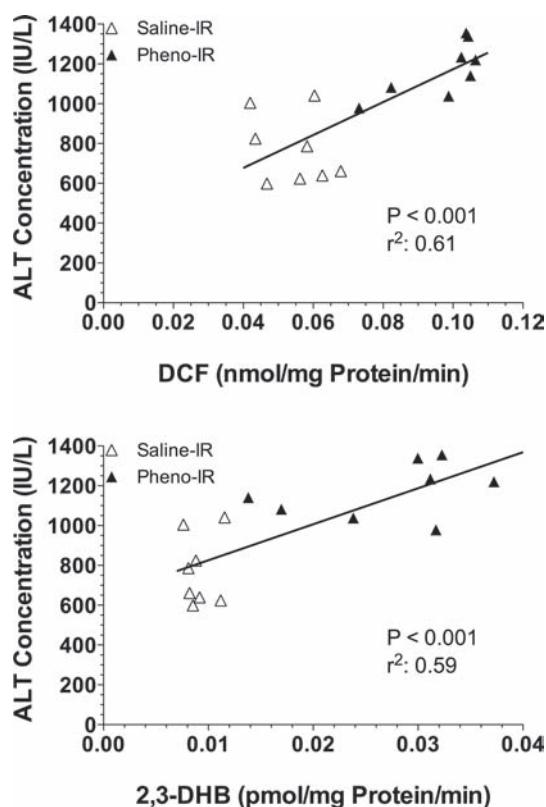 △ Saline-IR
▲ Pheno-IR
ALT Concentration (IU/L)
1400
1200
1000
800
600
400
200
0
P < 0.001
r²: 0.61
0.00 0.02 0.04 0.06 0.08 0.10 0.12
DCF (nmol/mg Protein/min)
△ Saline-IR
▲ Pheno-IR
ALT Concentration (IU/L)
1400
1200
1000
800
600
400
200
0
P < 0.001
r²: 0.59
0.00 0.01 0.02 0.03 0.04
2,3-DHB (pmol/mg Protein/min)